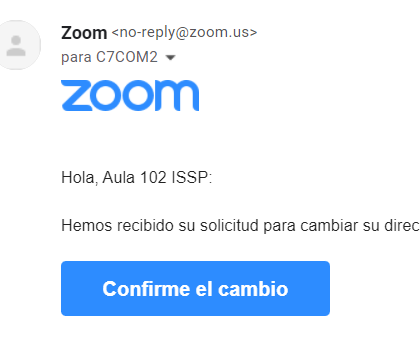 Zoom <no-reply@zoom.us>
para C7COM2
zoom
Hola, Aula 102 ISSP:
Hemos recibido su solicitud para cambiar su direc
Confirme el cambio